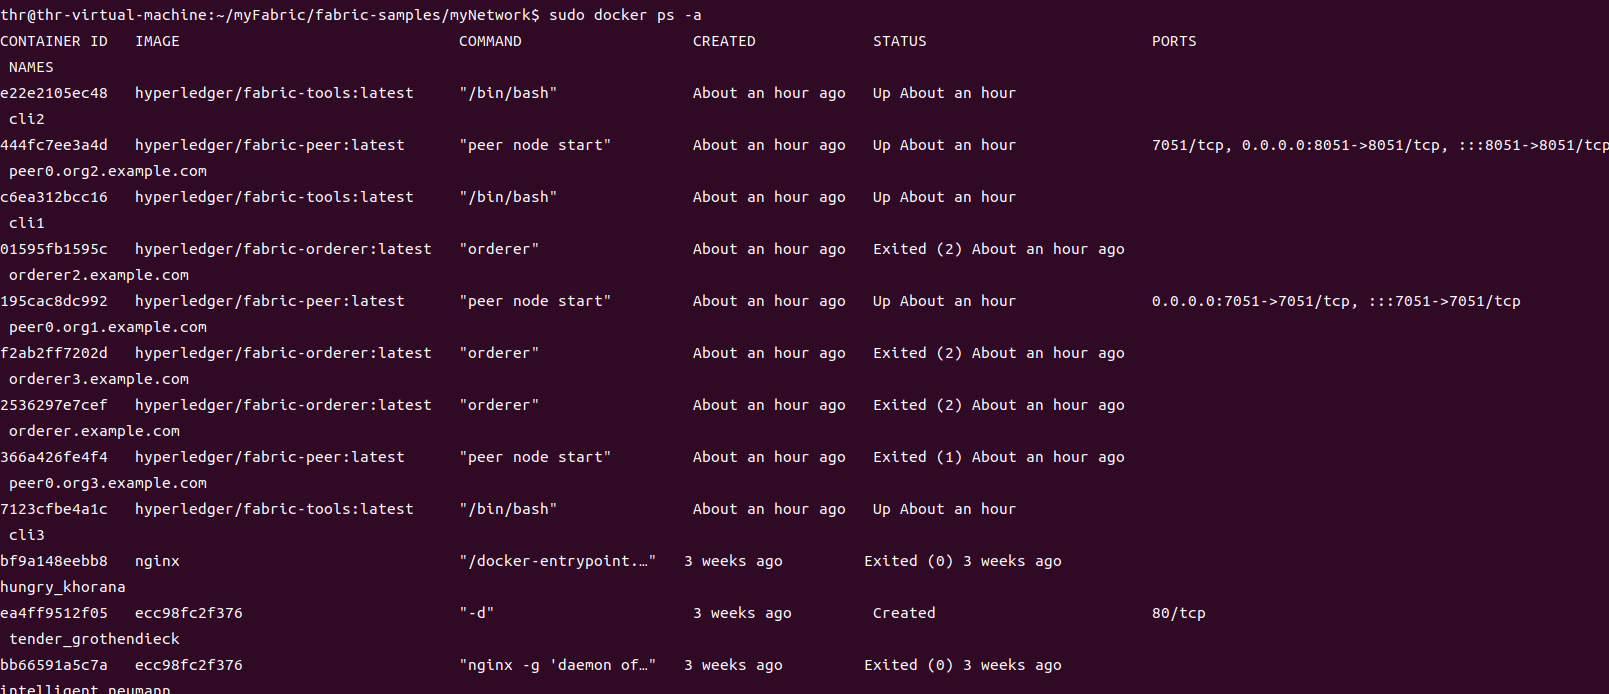 thr@thr-virtual-machine:~/myFabric/fabric-samples/myNetwork$ sudo docker ps -a
CONTAINER ID   IMAGE                               COMMAND                   CREATED             STATUS                         PORTS
 NAMES
e22e2105ec48   hyperledger/fabric-tools:latest     "/bin/bash"               About an hour ago   Up About an hour
 cli2
444fc7ee3a4d   hyperledger/fabric-peer:latest      "peer node start"         About an hour ago   Up About an hour               7051/tcp, 0.0.0.0:8051->8051/tcp, :::8051->8051/tcp
 peer0.org2.example.com
c6ea312bcc16   hyperledger/fabric-tools:latest     "/bin/bash"               About an hour ago   Up About an hour
 cli1
01595fb1595c   hyperledger/fabric-orderer:latest   "orderer"                 About an hour ago   Exited (2) About an hour ago
 orderer2.example.com
195cac8dc992   hyperledger/fabric-peer:latest      "peer node start"         About an hour ago   Up About an hour               0.0.0.0:7051->7051/tcp, :::7051->7051/tcp
 peer0.org1.example.com
f2ab2ff7202d   hyperledger/fabric-orderer:latest   "orderer"                 About an hour ago   Exited (2) About an hour ago
 orderer3.example.com
2536297e7cef   hyperledger/fabric-orderer:latest   "orderer"                 About an hour ago   Exited (2) About an hour ago
 orderer.example.com
366a426fe4f4   hyperledger/fabric-peer:latest      "peer node start"         About an hour ago   Exited (1) About an hour ago
 peer0.org3.example.com
7123cfbe4a1c   hyperledger/fabric-tools:latest     "/bin/bash"               About an hour ago   Up About an hour
 cli3
bf9a148eebb8   nginx                               "/docker-entrypoint.…"   3 weeks ago         Exited (0) 3 weeks ago
hungry_khorana
ea4ff9512f05   ecc98fc2f376                        "-d"                      3 weeks ago         Created                        80/tcp
 tender_grothendieck
bb66591a5c7a   ecc98fc2f376                        "nginx -g 'daemon of…"   3 weeks ago         Exited (0) 3 weeks ago
intelligent_neumann